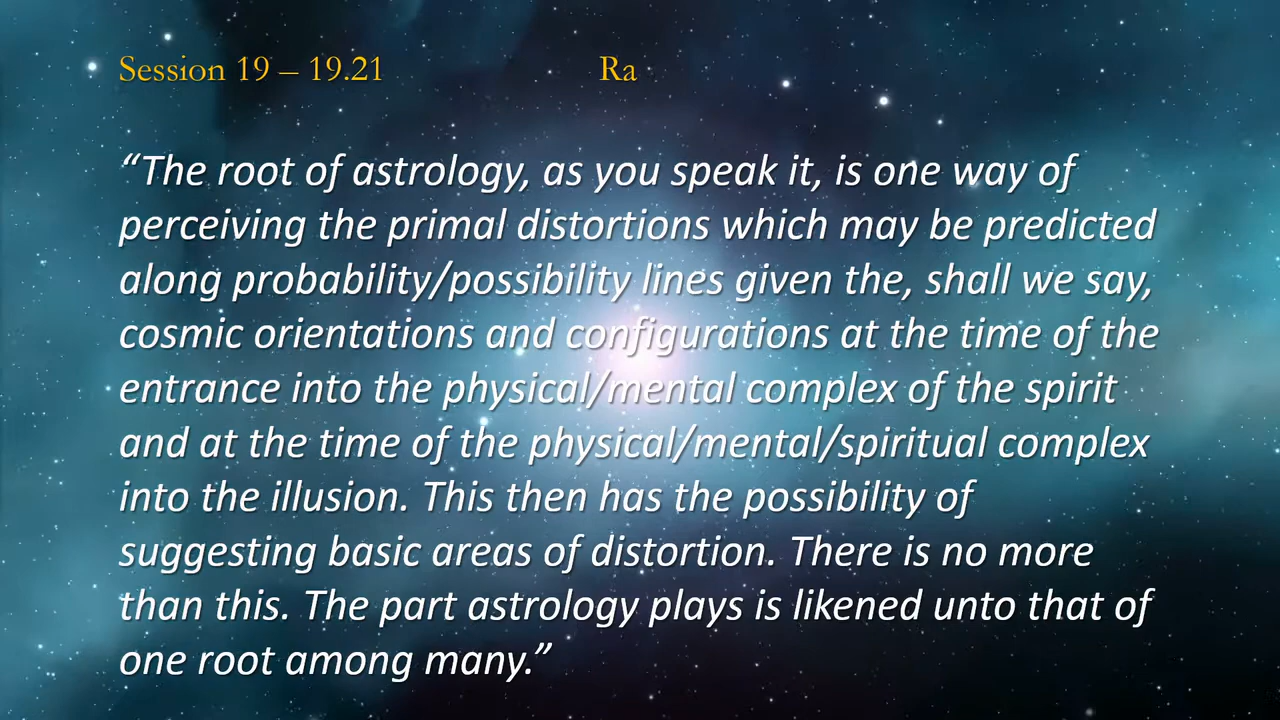 Session 19 – 19.21 Ra
“The root of astrology, as you speak it, is one way of
perceiving the primal distortions which may be predicted
along probability/possibility lines given the, shall we say,
cosmic orientations and configurations at the time of the
entrance into the physical/mental complex of the spirit
and at the time of the physical/mental/spiritual complex
into the illusion. This then has the possibility of
suggesting basic areas of distortion. There is no more
than this. The part astrology plays is likened unto that of
one root among many.”